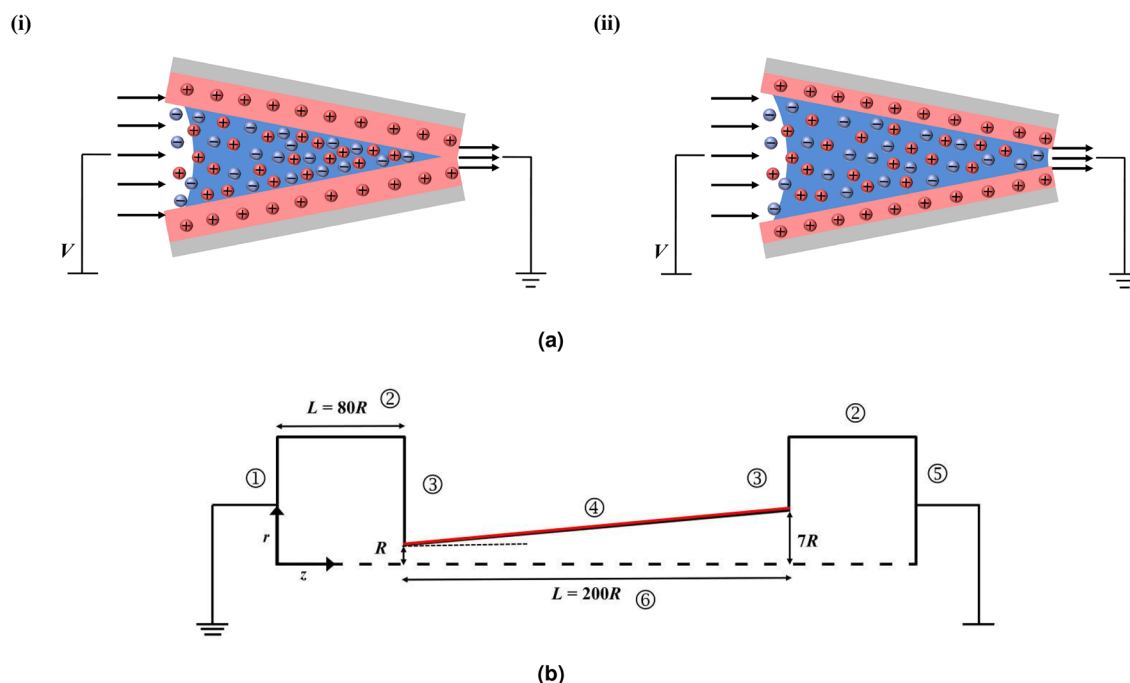 (i)
(ii)
V
V
(a)
L = 80R ②
②
① ③ ③ ⑤
④
r
R
7R
z
L = 200R ⑥
(b)